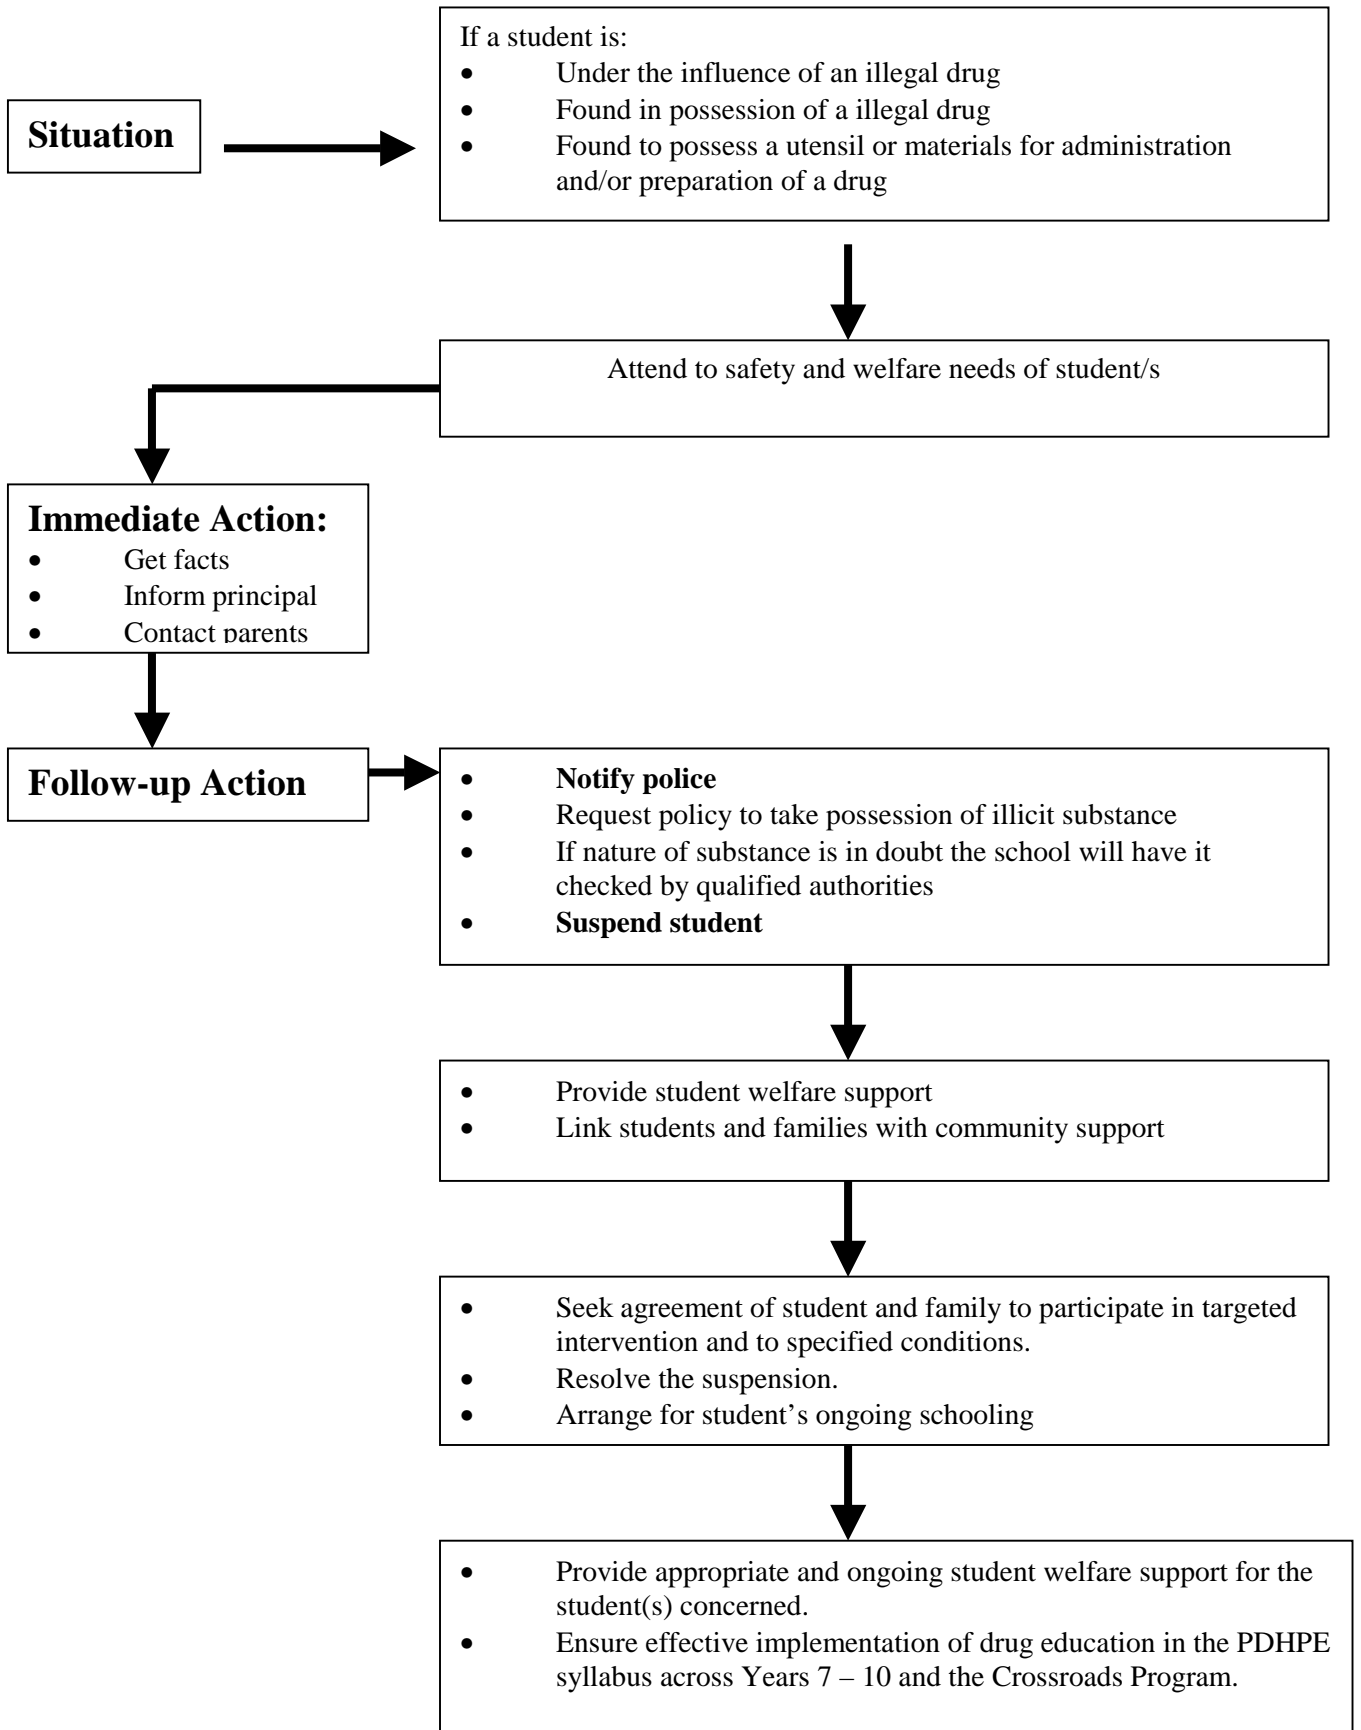 If a student is:
• Under the influence of an illegal drug
• Found in possession of a illegal drug
• Found to possess a utensil or materials for administration
and/or preparation of a drug
Situation
Attend to safety and welfare needs of student/s
Immediate Action:
• Get facts
• Inform principal
• Contact parents
Follow-up Action
• Notify police
• Request policy to take possession of illicit substance
• If nature of substance is in doubt the school will have it
checked by qualified authorities
• Suspend student
• Provide student welfare support
• Link students and families with community support
• Seek agreement of student and family to participate in targeted
intervention and to specified conditions.
• Resolve the suspension.
• Arrange for student’s ongoing schooling
• Provide appropriate and ongoing student welfare support for the
student(s) concerned.
• Ensure effective implementation of drug education in the PDHPE
syllabus across Years 7 – 10 and the Crossroads Program.